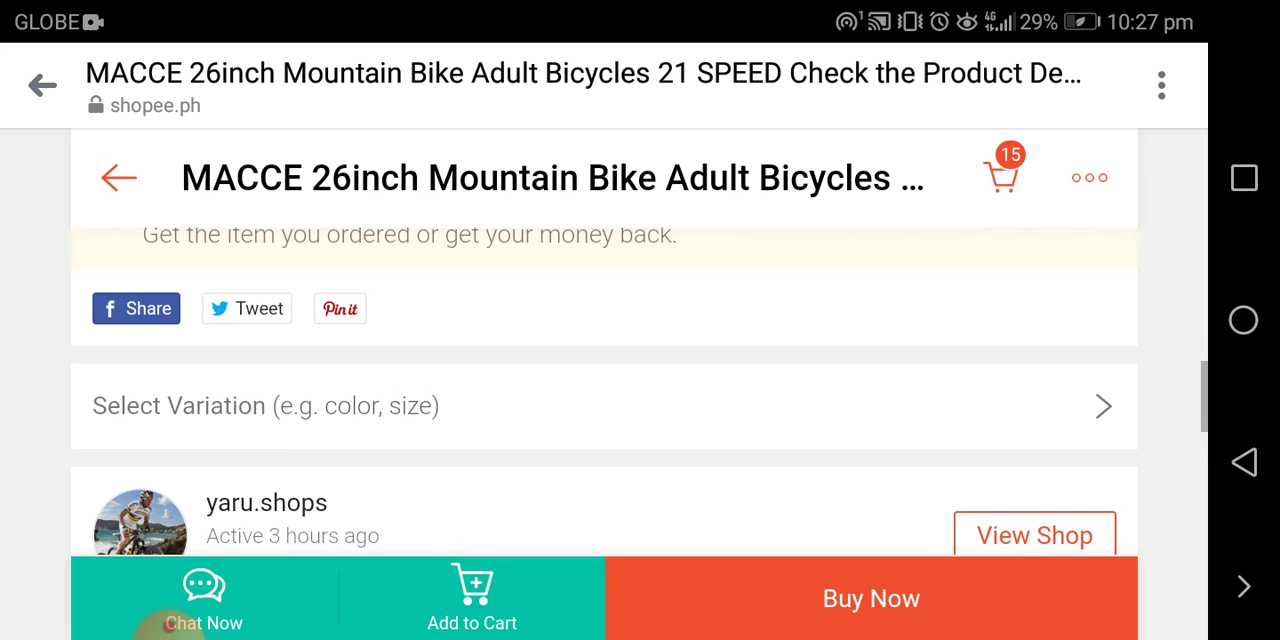 GLOBE 1 4G 29% 10:27 pm
MACCE 26inch Mountain Bike Adult Bicycles 21 SPEED Check the Product De...
shopee.ph
15
MACCE 26inch Mountain Bike Adult Bicycles ...
Get the item you ordered or get your money back.
f Share Tweet Pin it
Select Variation (e.g. color, size)
yaru.shops
Active 3 hours ago
View Shop
Chat Now Add to Cart Buy Now